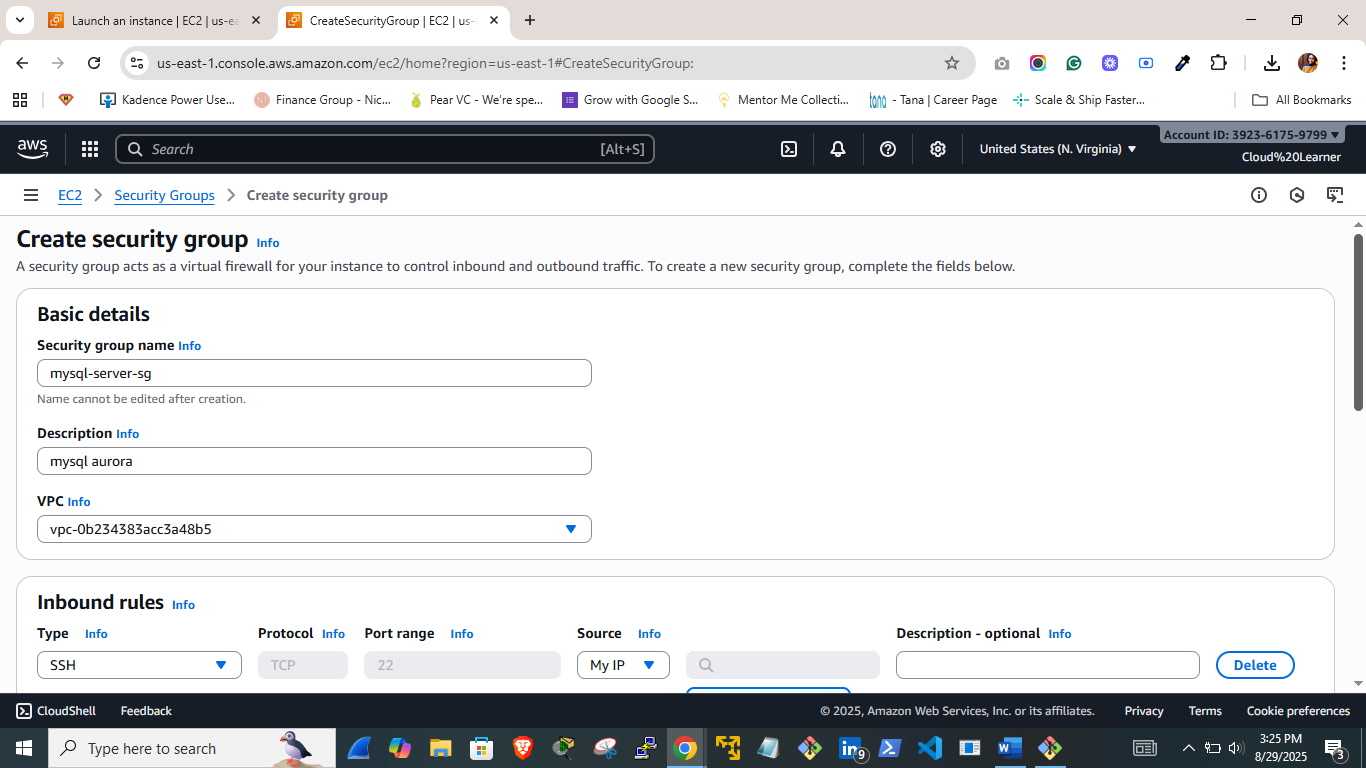 Launch an instance | EC2 | us-ea
CreateSecurityGroup | EC2 | us-
us-east-1.console.aws.amazon.com/ec2/home?region=us-east-1#CreateSecurityGroup:
Kadence Power Use...
Finance Group - Nic...
Pear VC - We're spe...
Grow with Google S...
Mentor Me Collecti...
tana - Tana | Career Page
Scale & Ship Faster...
All Bookmarks
aws
Search
[Alt+S]
United States (N. Virginia)
Account ID: 3923-6175-9799
Cloud%20Learner
EC2
Security Groups
Create security group
Create security group Info
A security group acts as a virtual firewall for your instance to control inbound and outbound traffic. To create a new security group, complete the fields below.
Basic details
Security group name Info
mysql-server-sg
Name cannot be edited after creation.
Description Info
mysql aurora
VPC Info
vpc-0b234383acc3a48b5
Inbound rules Info
Type Info Protocol Info Port range Info Source Info Description - optional Info
SSH TCP 22 My IP Delete
CloudShell Feedback © 2025, Amazon Web Services, Inc. or its affiliates. Privacy Terms Cookie preferences
Type here to search
9
3:25 PM
8/29/2025
3